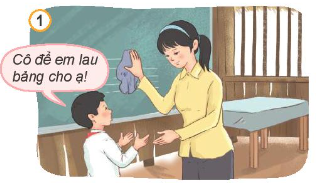 1
Cô để em lau
bảng cho ạ!